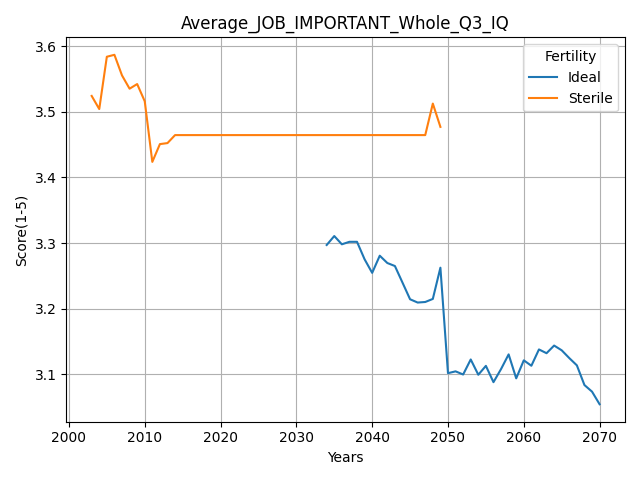 Average_JOB_IMPORTANT_Whole_Q3_IQ
Fertility
Ideal
Sterile
Score(1-5)
3.6
3.5
3.4
3.3
3.2
3.1
2000
2010
2020
2030
2040
2050
2060
2070
Years